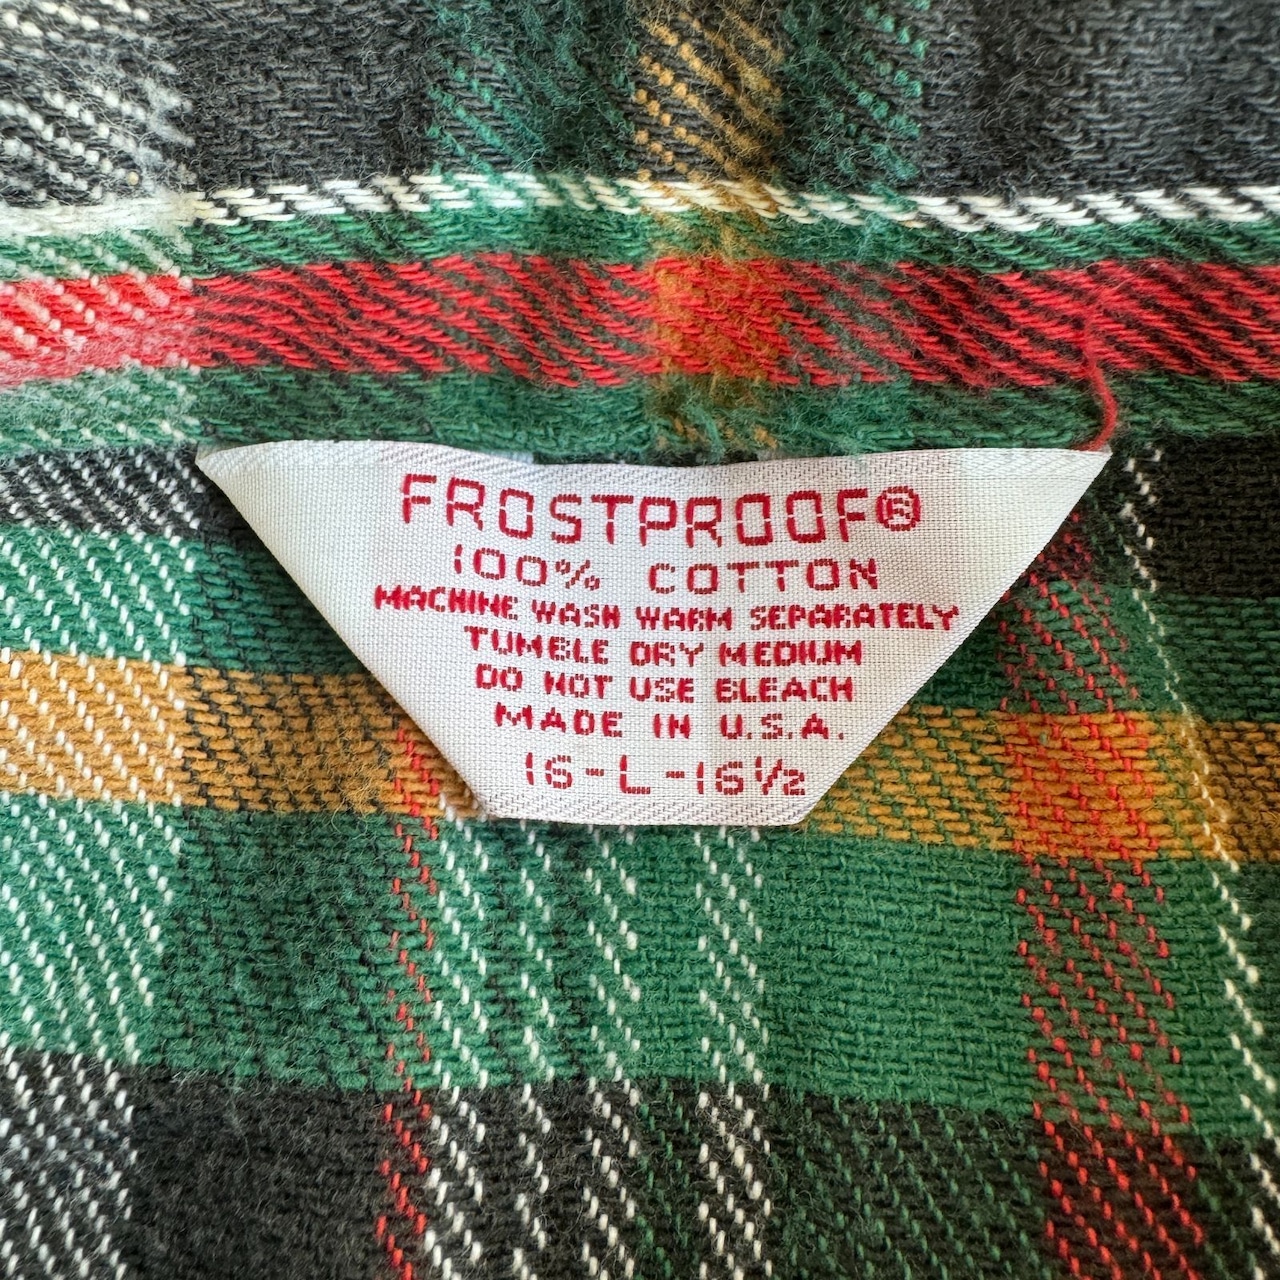 FROSTPROOF®
100% COTTON
MACHINE WASH WARM SEPARATELY
TUMBLE DRY MEDIUM
DO NOT USE BLEACH
MADE IN U.S.A.
16-L-16½